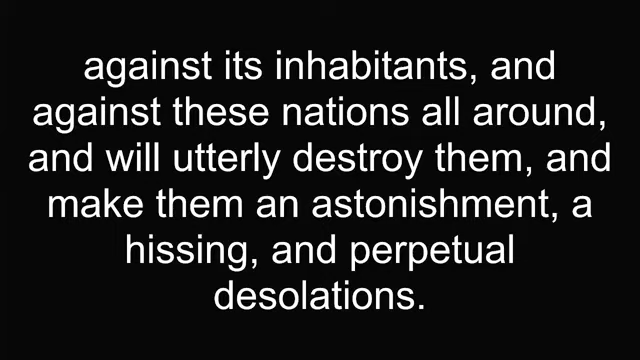 against its inhabitants, and
against these nations all around,
and will utterly destroy them, and
make them an astonishment, a
hissing, and perpetual
desolations.